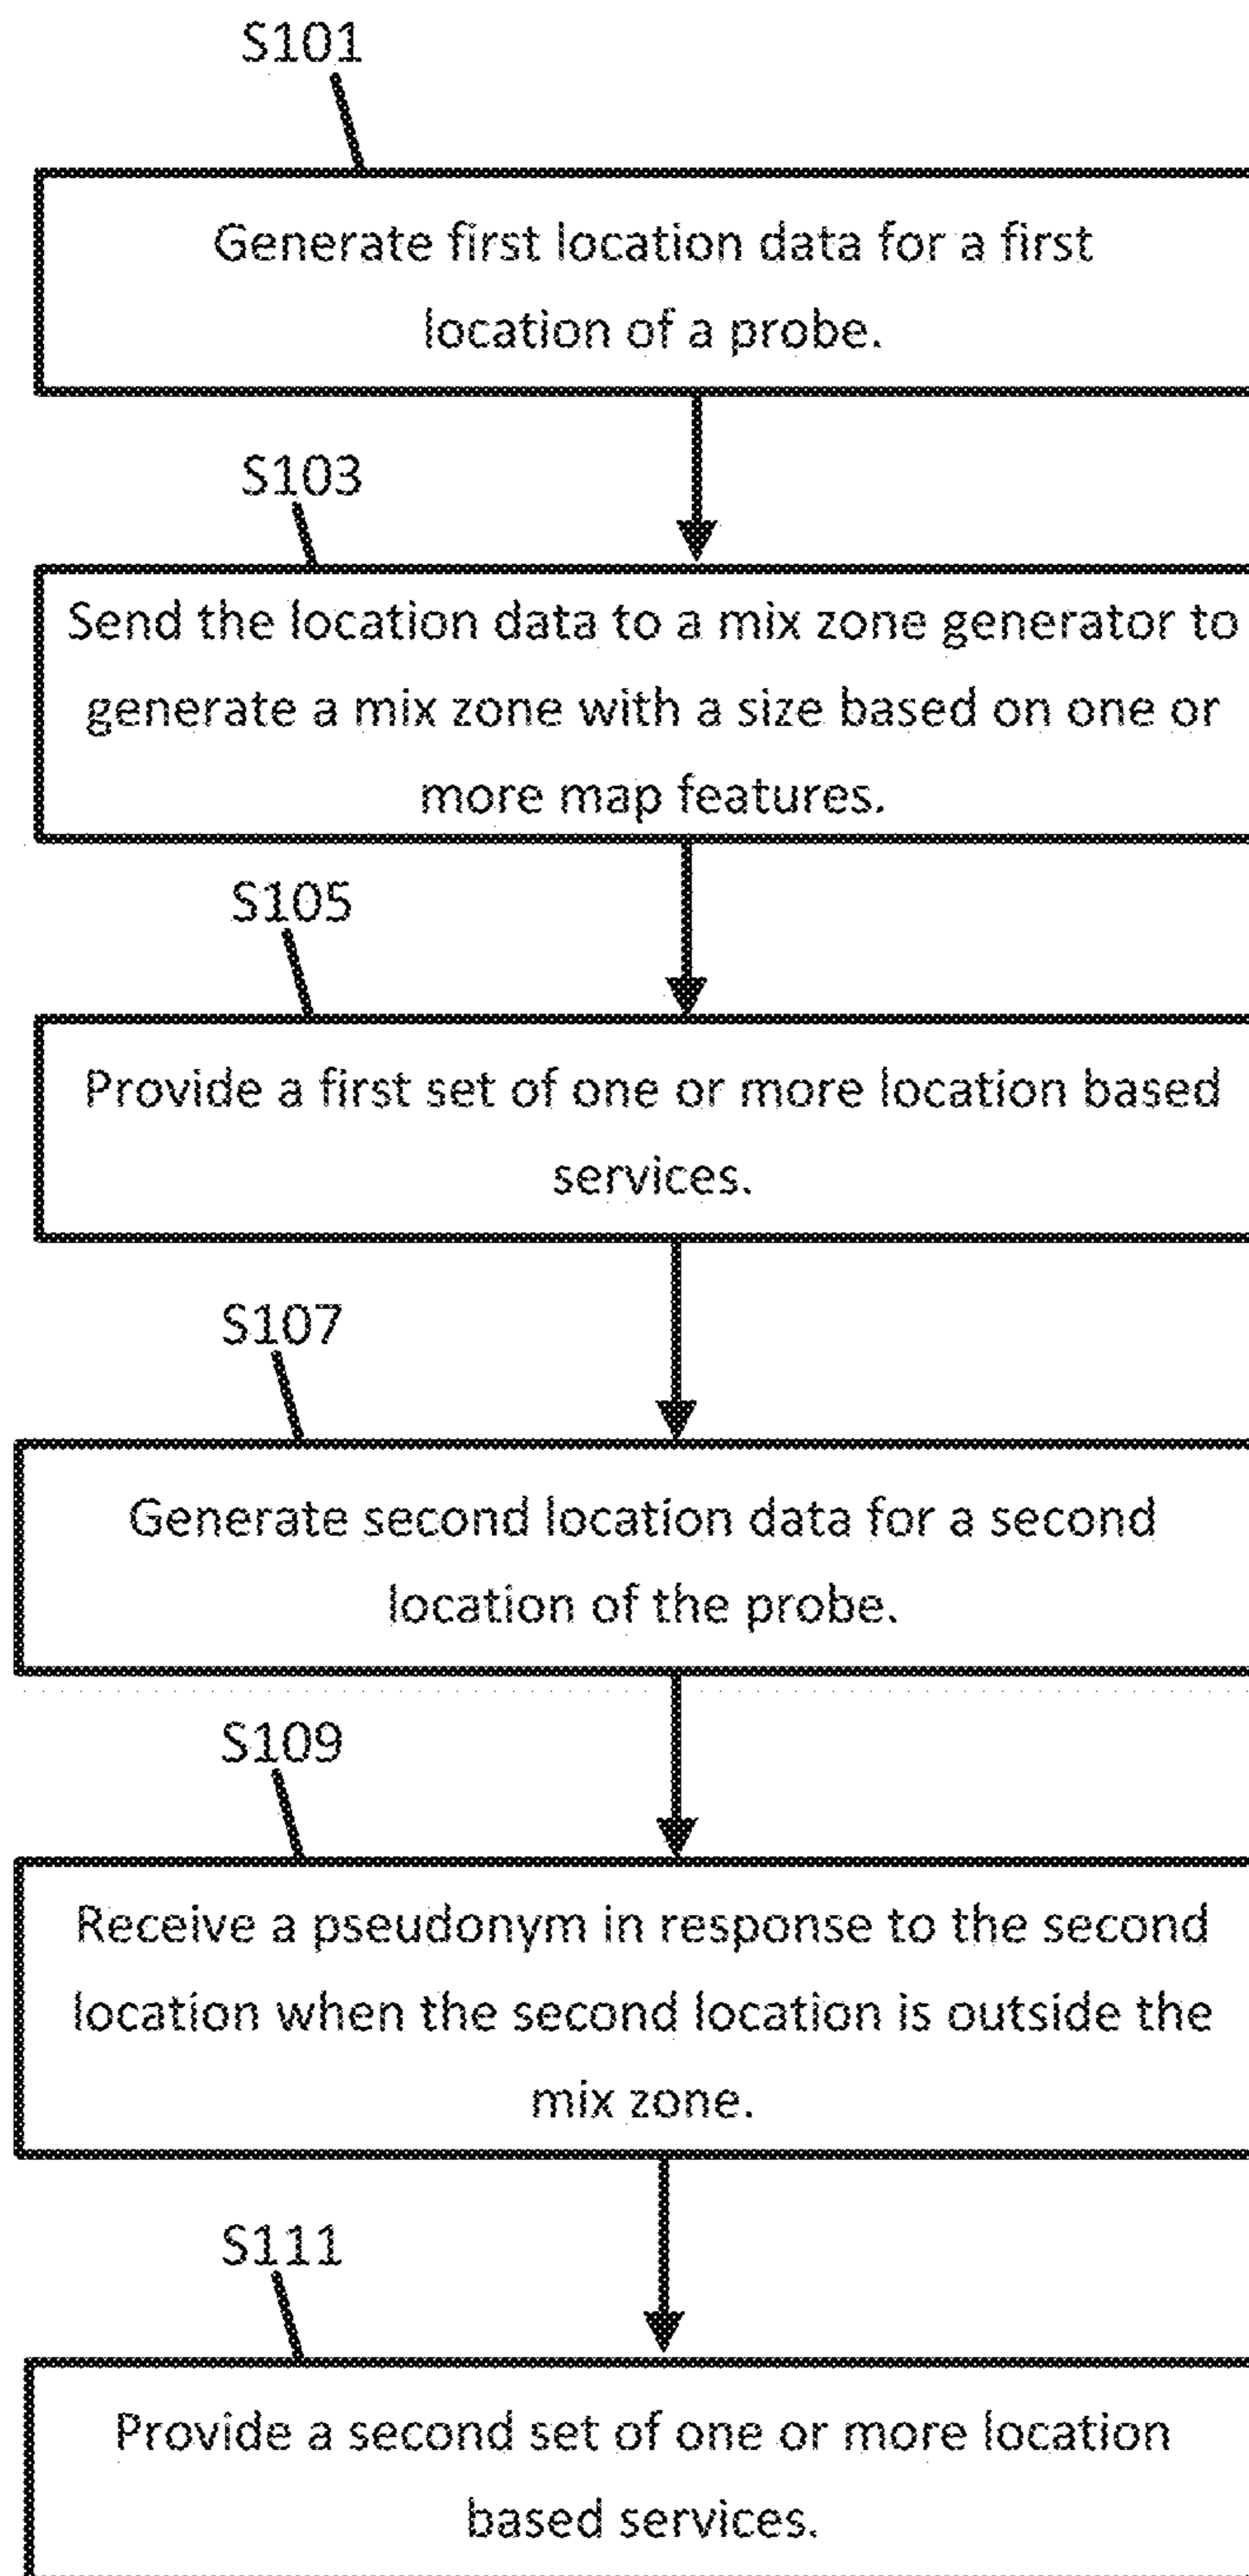 S101
Generate first location data for a first
location of a probe.
S103
Send the location data to a mix zone generator to
generate a mix zone with a size based on one or
more map features.
S105
Provide a first set of one or more location based
services.
S107
Generate second location data for a second
location of the probe.
S109
Receive a pseudonym in response to the second
location when the second location is outside the
mix zone.
S111
Provide a second set of one or more location
based services.